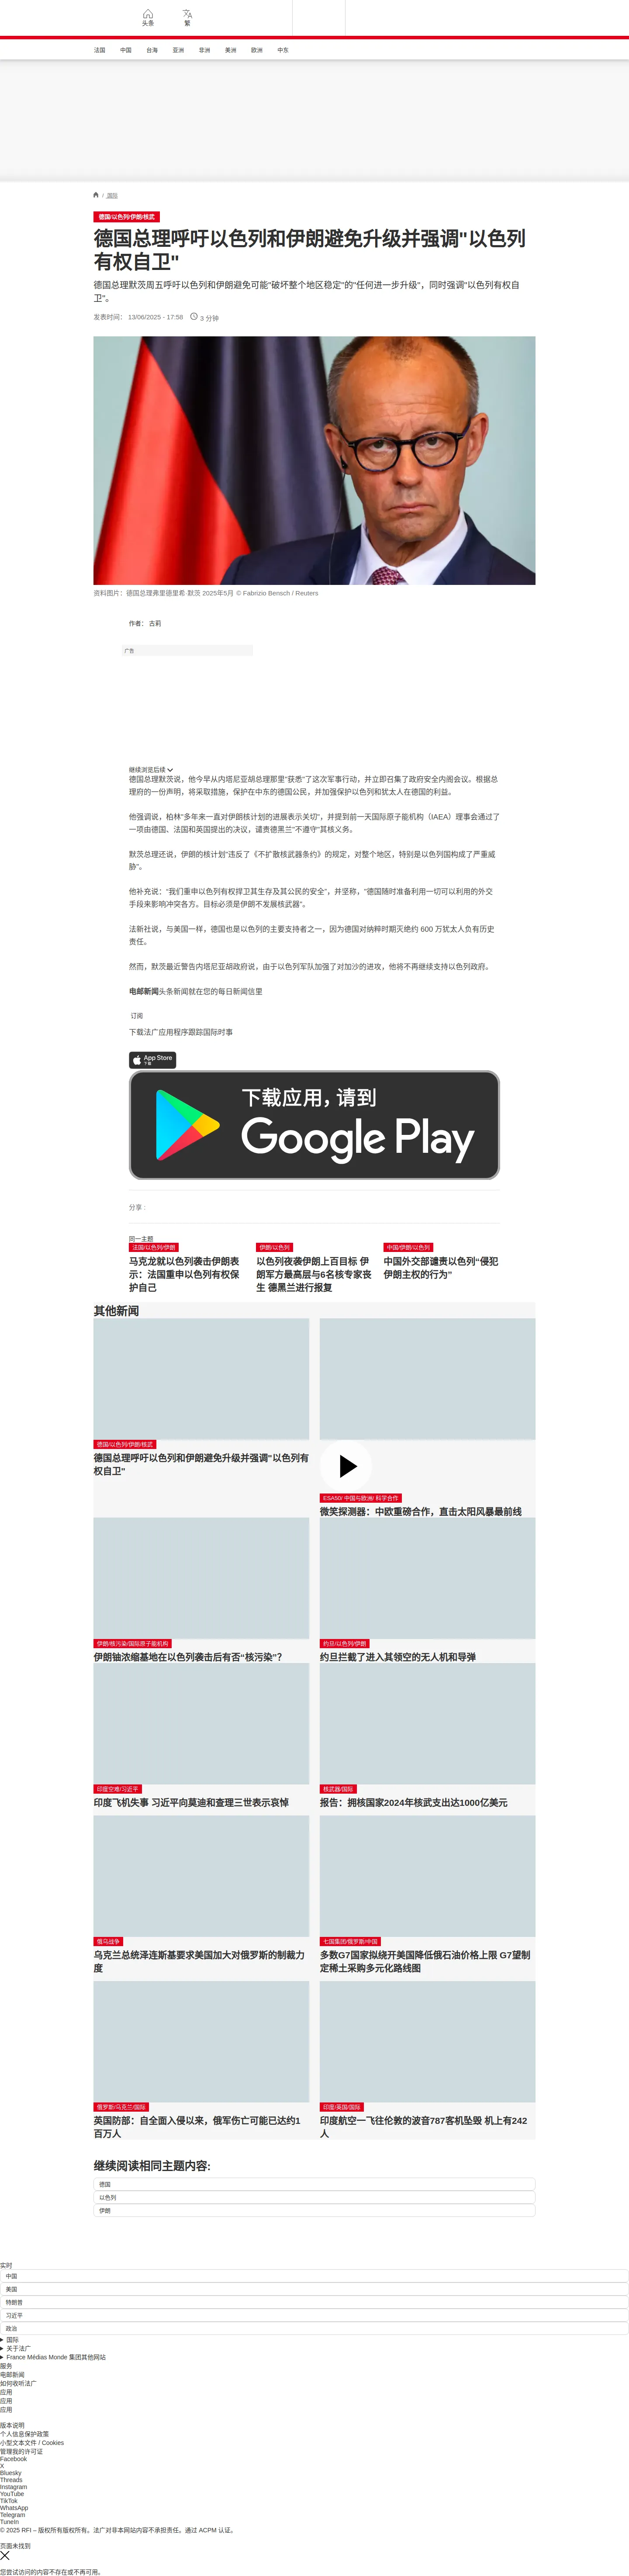 头条
繁
法国
中国
台海
亚洲
非洲
美洲
欧洲
中东
/ 国际
德国/以色列/伊朗/核武
德国总理呼吁以色列和伊朗避免升级并强调"以色列
有权自卫"
德国总理默茨周五呼吁以色列和伊朗避免可能"破坏整个地区稳定"的"任何进一步升级"，同时强调"以色列有权自
卫"。
发表时间： 13/06/2025 - 17:58
3 分钟
资料图片：德国总理弗里德里希·默茨 2025年5月 © Fabrizio Bensch / Reuters
作者： 古莉
广告
继续浏览后续
德国总理默茨说，他今早从内塔尼亚胡总理那里"获悉"了这次军事行动，并立即召集了政府安全内阁会议。根据总
理府的一份声明，将采取措施，保护在中东的德国公民，并加强保护以色列和犹太人在德国的利益。
他强调说，柏林"多年来一直对伊朗核计划的进展表示关切"，并提到前一天国际原子能机构（IAEA）理事会通过了
一项由德国、法国和英国提出的决议，谴责德黑兰"不遵守"其核义务。
默茨总理还说，伊朗的核计划"违反了《不扩散核武器条约》的规定，对整个地区，特别是以色列国构成了严重威
胁"。
他补充说："我们重申以色列有权捍卫其生存及其公民的安全"，并坚称，"德国随时准备利用一切可以利用的外交
手段来影响冲突各方。目标必须是伊朗不发展核武器"。
法新社说，与美国一样，德国也是以色列的主要支持者之一，因为德国对纳粹时期灭绝约 600 万犹太人负有历史
责任。
然而，默茨最近警告内塔尼亚胡政府说，由于以色列军队加强了对加沙的进攻，他将不再继续支持以色列政府。
电邮新闻头条新闻就在您的每日新闻信里
订阅
下载法广应用程序跟踪国际时事
App Store
下载
下载应用，请到
Google Play
分享 :
同一主题
法国/以色列/伊朗
马克龙就以色列袭击伊朗表
示：法国重申以色列有权保
护自己
伊朗/以色列
以色列夜袭伊朗上百目标 伊
朗军方最高层与6名核专家丧
生 德黑兰进行报复
中国/伊朗/以色列
中国外交部谴责以色列“侵犯
伊朗主权的行为”
其他新闻
德国/以色列/伊朗/核武
德国总理呼吁以色列和伊朗避免升级并强调"以色列有
权自卫"
ESA50/ 中国与欧洲/ 科学合作
微笑探测器：中欧重磅合作，直击太阳风暴最前线
伊朗/核污染/国际原子能机构
伊朗铀浓缩基地在以色列袭击后有否“核污染”？
约旦/以色列/伊朗
约旦拦截了进入其领空的无人机和导弹
印度空难/习近平
印度飞机失事 习近平向莫迪和查理三世表示哀悼
核武器/国际
报告：拥核国家2024年核武支出达1000亿美元
俄乌战争
乌克兰总统泽连斯基要求美国加大对俄罗斯的制裁力
度
七国集团/俄罗斯/中国
多数G7国家拟绕开美国降低俄石油价格上限 G7望制
定稀土采购多元化路线图
俄罗斯/乌克兰/国际
英国防部：自全面入侵以来，俄军伤亡可能已达约1
百万人
印度/英国/国际
印度航空一飞往伦敦的波音787客机坠毁 机上有242
人
继续阅读相同主题内容:
德国
以色列
伊朗
实时
中国
美国
特朗普
习近平
政治
国际
关于法广
France Médias Monde 集团其他网站
服务
电邮新闻
如何收听法广
应用
应用
应用
版本说明
个人信息保护政策
小型文本文件 / Cookies
管理我的许可证
Facebook
X
Bluesky
Threads
Instagram
YouTube
TikTok
WhatsApp
Telegram
TuneIn
© 2025 RFI – 版权所有版权所有。法广对非本网站内容不承担责任。通过 ACPM 认证。
页面未找到
您尝试访问的内容不存在或不再可用。